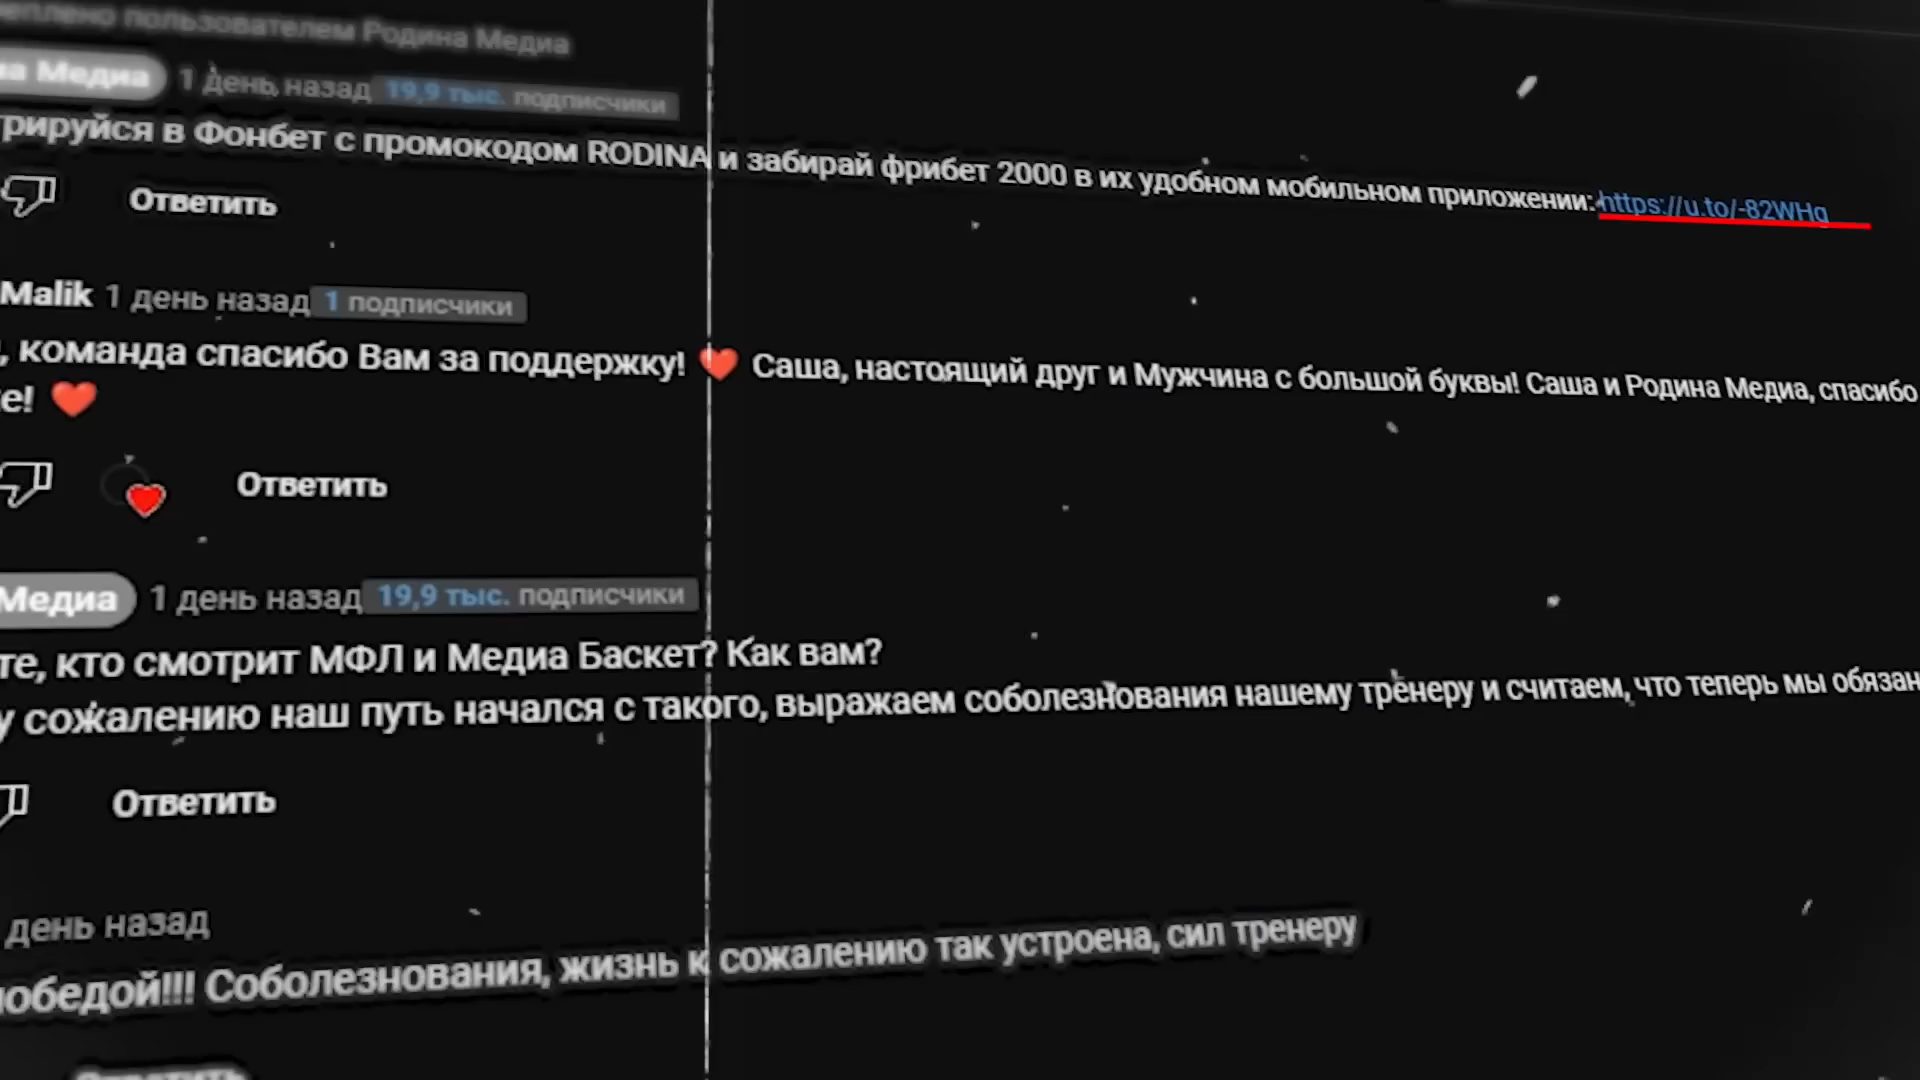 пользователем Родина Медиа
Медиа 1 день назад 19,9 тыс. подписчики
трируйся в Фонбет с промокодом RODINA и забирай фрибет 2000 в их удобном мобильном приложении: https://u.to/-82WHg
Ответить
Malik 1 день назад 1 подписчики
, команда спасибо Вам за поддержку! ❤️ Саша, настоящий друг и Мужчина с большой буквы! Саша и Родина Медиа, спасибо
е! ❤️
Ответить
Медиа 1 день назад 19,9 тыс. подписчики
те, кто смотрит МФЛ и Медиа Баскет? Как вам?
у сожалению наш путь начался с такого, выражаем соболезнования нашему тренеру и считаем, что теперь мы обязан
Ответить
день назад
победой!!! Соболезнования, жизнь к сожалению так устроена, сил тренеру
Ответить